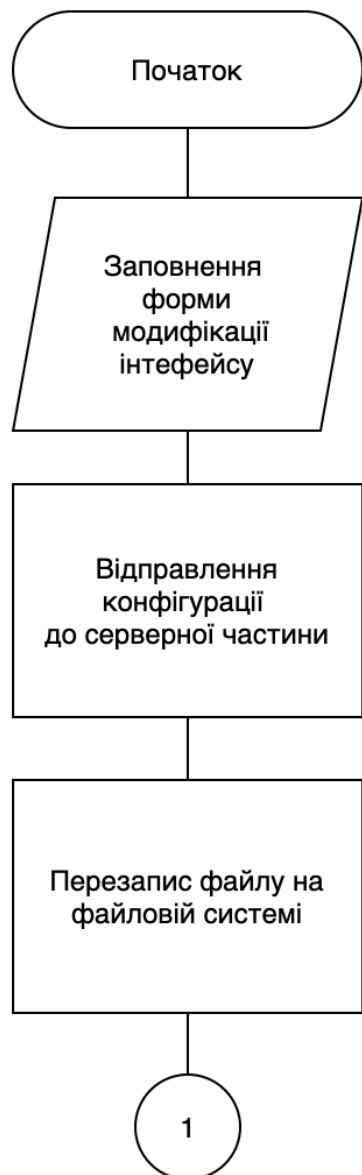 Початок
Заповнення
форми
модифікації
інтефейсу
Відправлення
конфігурації
до серверної частини
Перезапис файлу на
файловій системі
1